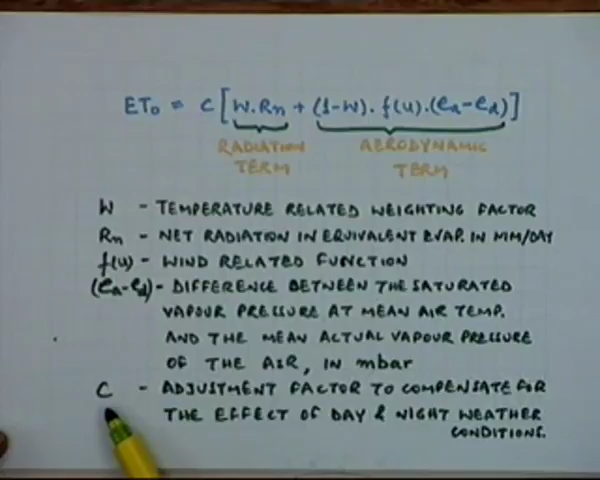 ETo = C [W.Rn + (1-W). f(u). (ea-ed)]
RADIATION TERM
AERODYNAMIC TERM
W - TEMPERATURE RELATED WEIGHTING FACTOR
Rn - NET RADIATION IN EQUIVALENT EVAP. IN MM/DAY
f(u) - WIND RELATED FUNCTION
(ea-ed) - DIFFERENCE BETWEEN THE SATURATED
VAPOUR PRESSURE AT MEAN AIR TEMP.
AND THE MEAN ACTUAL VAPOUR PRESSURE
OF THE AIR, IN mbar
C - ADJUSTMENT FACTOR TO COMPENSATE FOR
THE EFFECT OF DAY & NIGHT WEATHER
CONDITIONS.